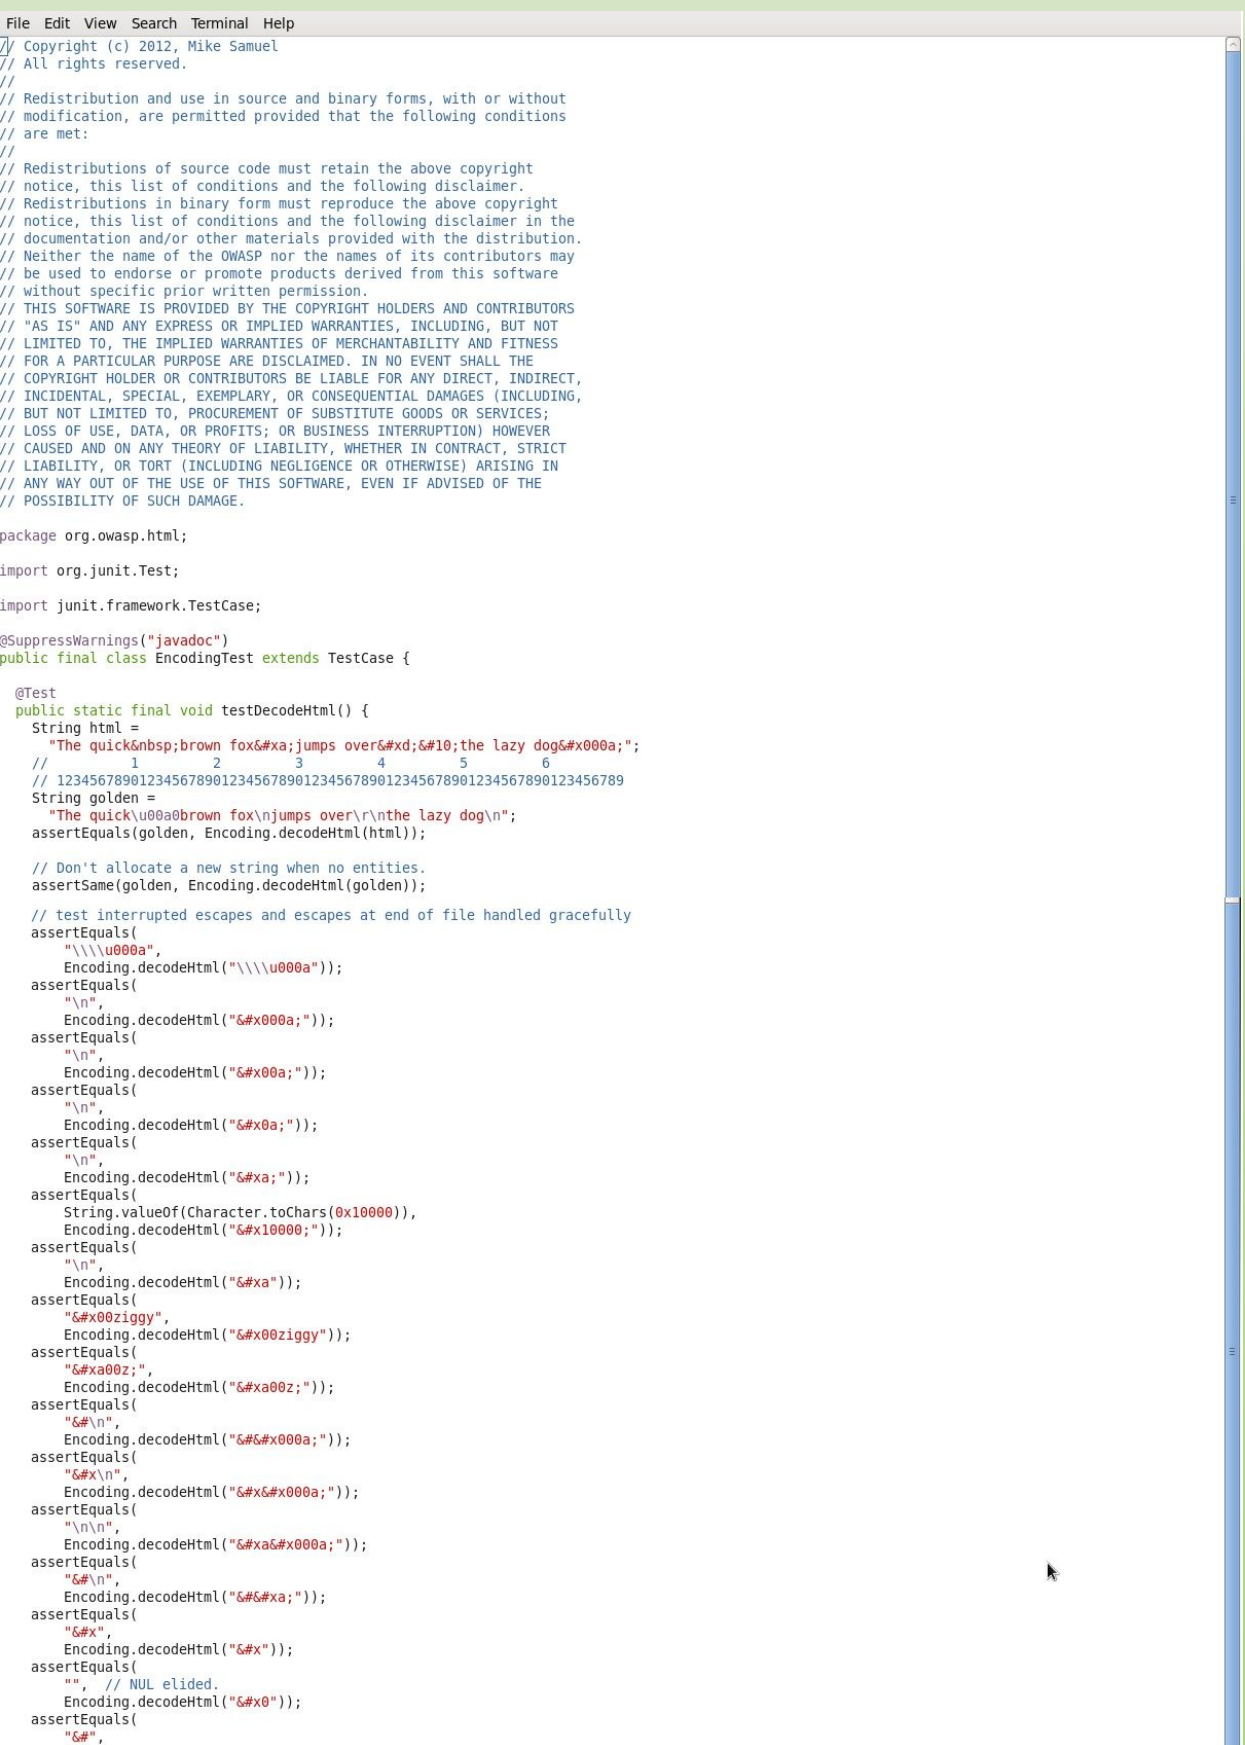 File Edit View Search Terminal Help
// Copyright (c) 2012, Mike Samuel
// All rights reserved.
//
// Redistribution and use in source and binary forms, with or without
// modification, are permitted provided that the following conditions
// are met:
//
// Redistributions of source code must retain the above copyright
// notice, this list of conditions and the following disclaimer.
// Redistributions in binary form must reproduce the above copyright
// notice, this list of conditions and the following disclaimer in the
// documentation and/or other materials provided with the distribution.
// Neither the name of the OWASP nor the names of its contributors may
// be used to endorse or promote products derived from this software
// without specific prior written permission.
// THIS SOFTWARE IS PROVIDED BY THE COPYRIGHT HOLDERS AND CONTRIBUTORS
// "AS IS" AND ANY EXPRESS OR IMPLIED WARRANTIES, INCLUDING, BUT NOT
// LIMITED TO, THE IMPLIED WARRANTIES OF MERCHANTABILITY AND FITNESS
// FOR A PARTICULAR PURPOSE ARE DISCLAIMED. IN NO EVENT SHALL THE
// COPYRIGHT HOLDER OR CONTRIBUTORS BE LIABLE FOR ANY DIRECT, INDIRECT,
// INCIDENTAL, SPECIAL, EXEMPLARY, OR CONSEQUENTIAL DAMAGES (INCLUDING,
// BUT NOT LIMITED TO, PROCUREMENT OF SUBSTITUTE GOODS OR SERVICES;
// LOSS OF USE, DATA, OR PROFITS; OR BUSINESS INTERRUPTION) HOWEVER
// CAUSED AND ON ANY THEORY OF LIABILITY, WHETHER IN CONTRACT, STRICT
// LIABILITY, OR TORT (INCLUDING NEGLIGENCE OR OTHERWISE) ARISING IN
// ANY WAY OUT OF THE USE OF THIS SOFTWARE, EVEN IF ADVISED OF THE
// POSSIBILITY OF SUCH DAMAGE.

package org.owasp.html;

import org.junit.Test;

import junit.framework.TestCase;

@SuppressWarnings("javadoc")
public final class EncodingTest extends TestCase {

  @Test
  public static final void testDecodeHtml() {
    String html =
      "The quick&nbsp;brown fox&#xa;jumps over&#xd;&#10;the lazy dog&#x000a;";
    //          1         2         3         4         5         6
    // 123456789012345678901234567890123456789012345678901234567890123456789
    String golden =
      "The quick\u00a0brown fox\njumps over\r\nthe lazy dog\n";
    assertEquals(golden, Encoding.decodeHtml(html));

    // Don't allocate a new string when no entities.
    assertSame(golden, Encoding.decodeHtml(golden));

    // test interrupted escapes and escapes at end of file handled gracefully
    assertEquals(
        "\\\\u000a",
        Encoding.decodeHtml("\\\\u000a"));
    assertEquals(
        "\n",
        Encoding.decodeHtml("&#x000a;"));
    assertEquals(
        "\n",
        Encoding.decodeHtml("&#x00a;"));
    assertEquals(
        "\n",
        Encoding.decodeHtml("&#x0a;"));
    assertEquals(
        "\n",
        Encoding.decodeHtml("&#xa;"));
    assertEquals(
        String.valueOf(Character.toChars(0x10000)),
        Encoding.decodeHtml("&#x10000;"));
    assertEquals(
        "\n",
        Encoding.decodeHtml("&#xa"));
    assertEquals(
        "&#x00ziggy",
        Encoding.decodeHtml("&#x00ziggy"));
    assertEquals(
        "&#xa00z;",
        Encoding.decodeHtml("&#xa00z;"));
    assertEquals(
        "&#\n",
        Encoding.decodeHtml("&#&#x000a;"));
    assertEquals(
        "&#x\n",
        Encoding.decodeHtml("&#x&#x000a;"));
    assertEquals(
        "\n\n",
        Encoding.decodeHtml("&#xa&#x000a;"));
    assertEquals(
        "&#\n",
        Encoding.decodeHtml("&#&#xa;"));
    assertEquals(
        "&#x",
        Encoding.decodeHtml("&#x"));
    assertEquals(
        "",  // NUL elided.
        Encoding.decodeHtml("&#x0"));
    assertEquals(
        "&#",